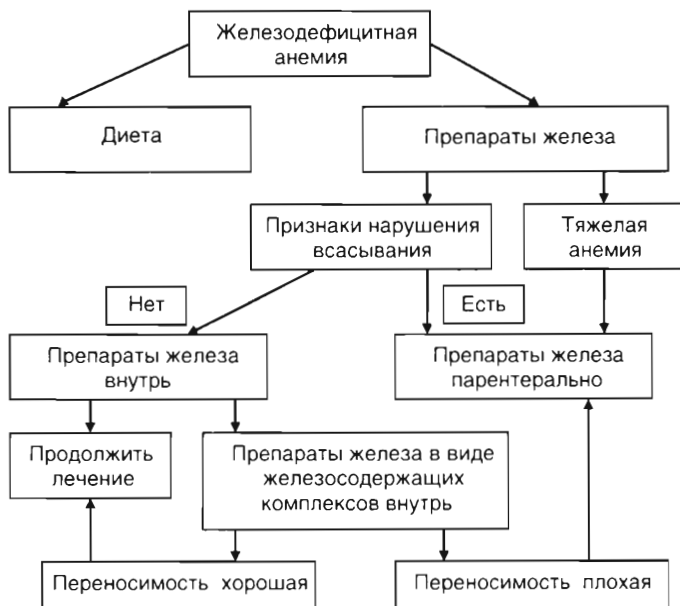 Железодефицитная
анемия
Диета
Препараты железа
Признаки нарушения
всасывания
Тяжелая
анемия
Нет
Есть
Препараты железа
внутрь
Препараты железа
парентерально
Продолжить
лечение
Препараты железа в виде
железосодержащих
комплексов внутрь
Переносимость хорошая
Переносимость плохая